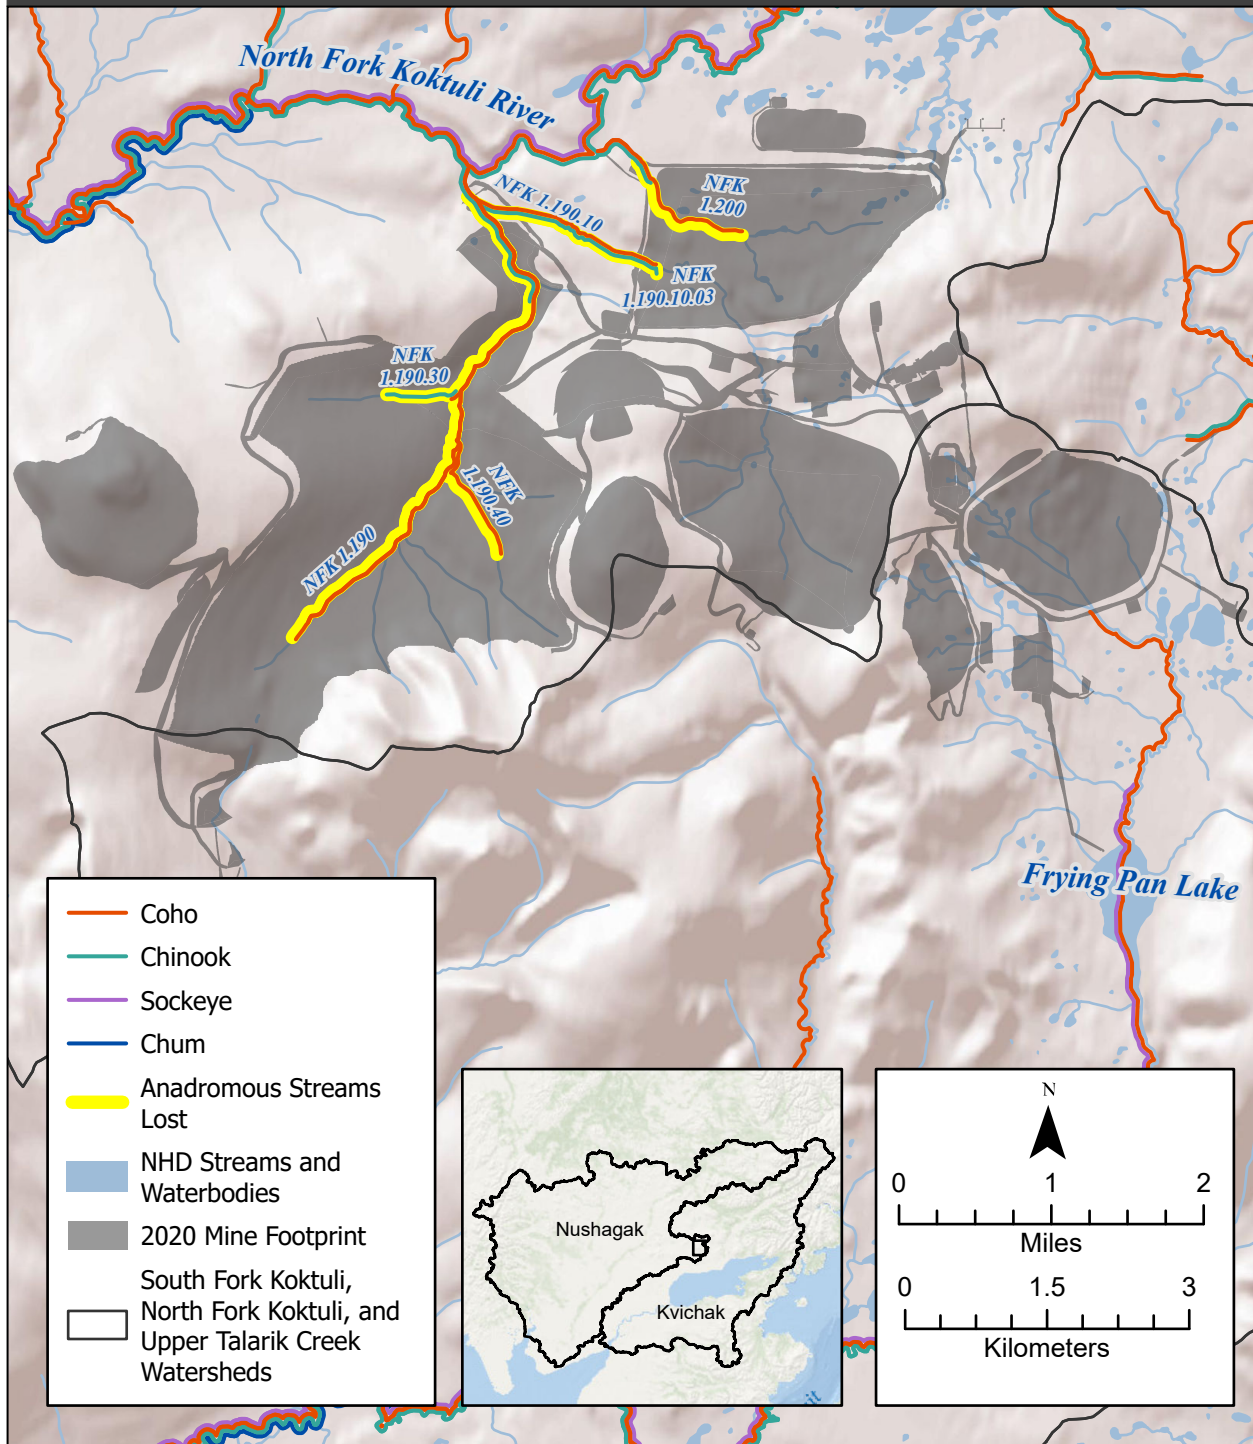 North Fork Koktuli River
NFK 1.190.10
NFK
1.200
NFK
1.190.10.03
NFK
1.190.30
NFK
1.190.40
NFK 1.190
Frying Pan Lake
Coho
Chinook
Sockeye
Chum
Anadromous Streams
Lost
NHD Streams and
Waterbodies
2020 Mine Footprint
South Fork Koktuli,
North Fork Koktuli, and
Upper Talarik Creek
Watersheds
Nushagak
Kvichak
N
0 1 2
Miles
0 1.5 3
Kilometers